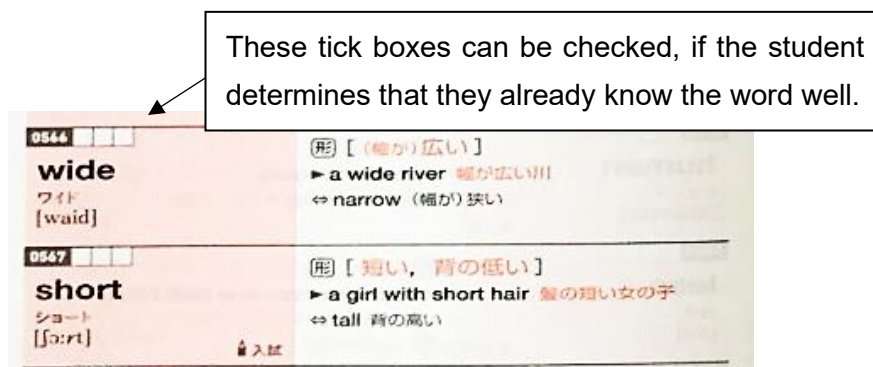 These tick boxes can be checked, if the student
determines that they already know the word well.
0566
wide
ワイド
[waid]
形 [ (幅が) 広い ]
►a wide river 幅が広い川
⇔narrow (幅が) 狭い
0567
short
ショート
[ʃɔːrt]
入試
形 [ 短い, 背の低い ]
►a girl with short hair 髪の短い女の子
⇔tall 背の高い